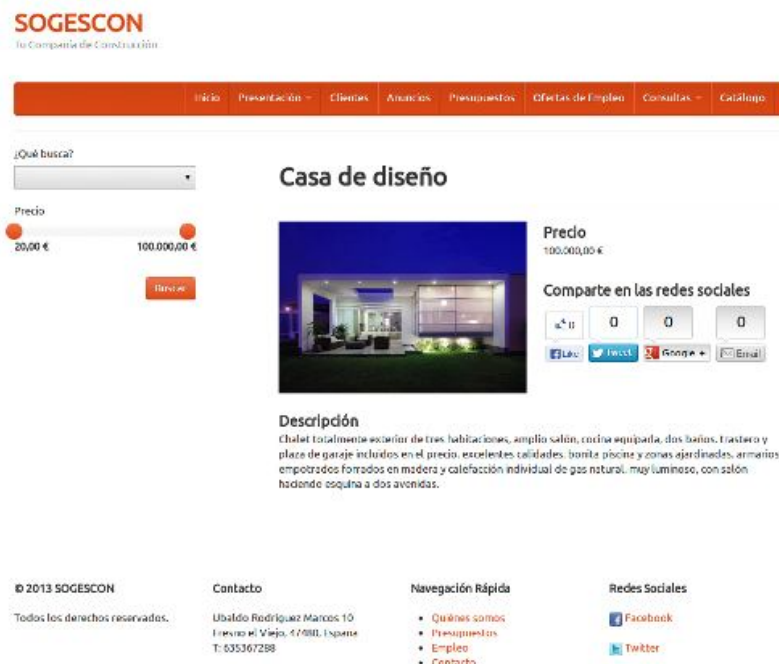 SOGESCON
Tu Compañía de Construcción
Inicio Presentación Clientes Anuncios Presupuestos Ofertas de Empleo Consultas Catálogo
¿Qué busca?
Precio
20,00 € 100.000,00 €
Buscar
Casa de diseño
Precio
100.000,00 €
Comparte en las redes sociales
0 0 0 0
Like Tweet Google + Email
Descripción
Chalet totalmente exterior de tres habitaciones, amplio salón, cocina equipada, dos baños. trastero y
plaza de garaje incluidos en el precio. excelentes calidades. bonita piscina y zonas ajardinadas. armarios
empotrados forrados en madera y calefacción individual de gas natural. muy luminoso, con salón
haciendo esquina a dos avenidas.
© 2013 SOGESCON
Todos los derechos reservados.
Contacto
Ubaldo Rodriguez Marcos 10
Fresno el Viejo, 47480, España
T: 635367288
Navegación Rápida
Quiénes somos
Presupuestos
Empleo
Contacto
Redes Sociales
Facebook
Twitter